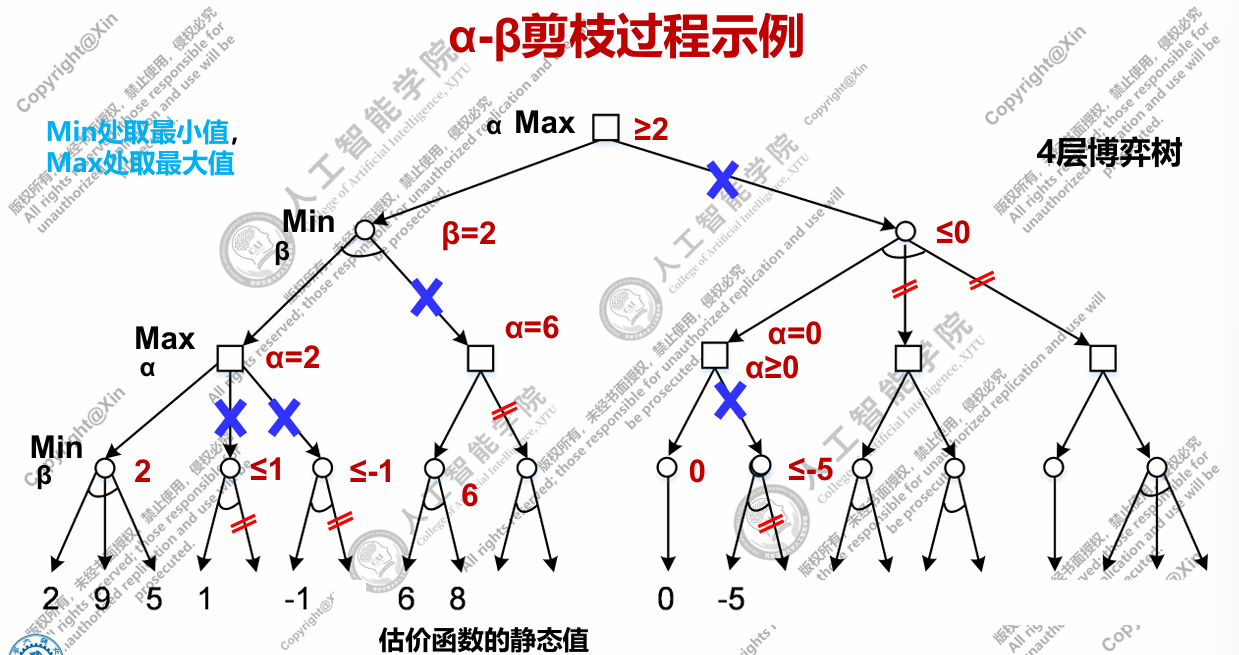 α-β剪枝过程示例
Min处取最小值，
Max处取最大值
4层博弈树
α Max ≥2
Min
β
β=2
≤0
Max
α
α=2
α=6
α=0
α≥0
Min
β
2
≤1
≤-1
6
0
≤-5
2 9 5 1 -1 6 8 0 -5
估价函数的静态值
Copyright@Xin
版权所有，未经书面授权，禁止使用，侵权必究
All rights reserved; those responsible for
unauthorized replication and use will be
prosecuted.
人工智能学院
College of Artificial Intelligence, XJTU